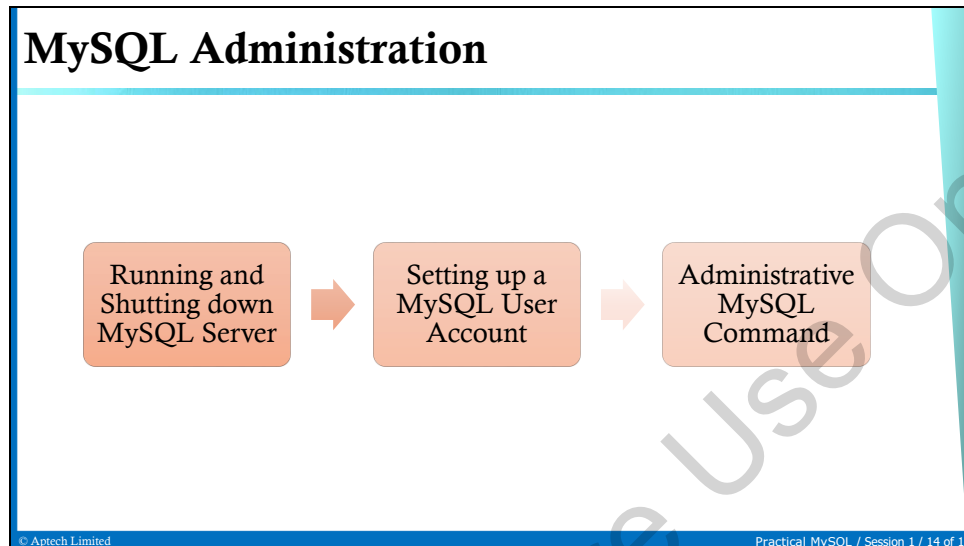 MySQL Administration
Running and
Shutting down
MySQL Server
Setting up a
MySQL User
Account
Administrative
MySQL
Command
Use
© Aptech Limited
Practical MySQL / Session 1 / 14 of 1